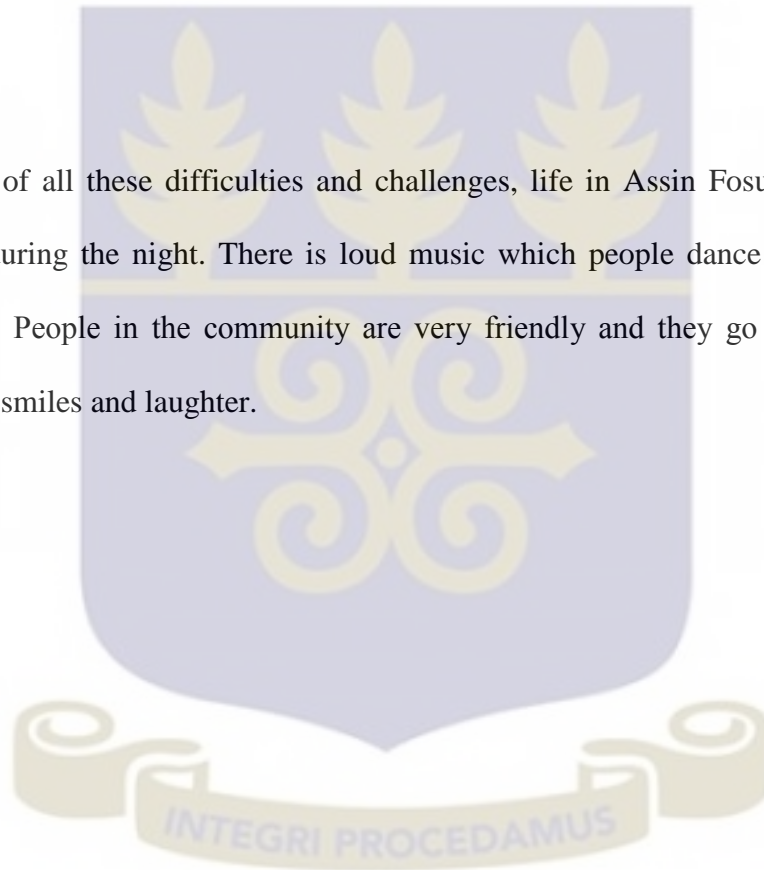 of all these difficulties and challenges, life in Assin Fosu
uring the night. There is loud music which people dance
People in the community are very friendly and they go
smiles and laughter.
INTEGRI PROCEDAMUS